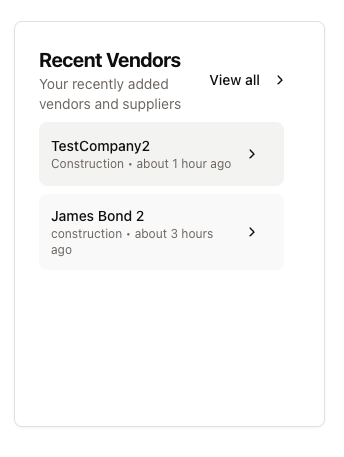 Recent Vendors
Your recently added
vendors and suppliers
View all
TestCompany2
Construction • about 1 hour ago
James Bond 2
construction • about 3 hours
ago